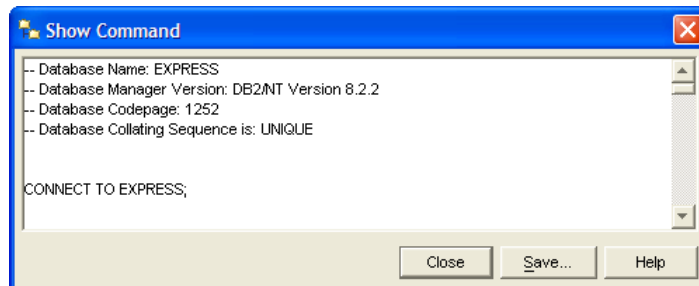 Show Command
-- Database Name: EXPRESS
-- Database Manager Version: DB2/NT Version 8.2.2
-- Database Codepage: 1252
-- Database Collating Sequence is: UNIQUE
CONNECT TO EXPRESS;
Close Save... Help